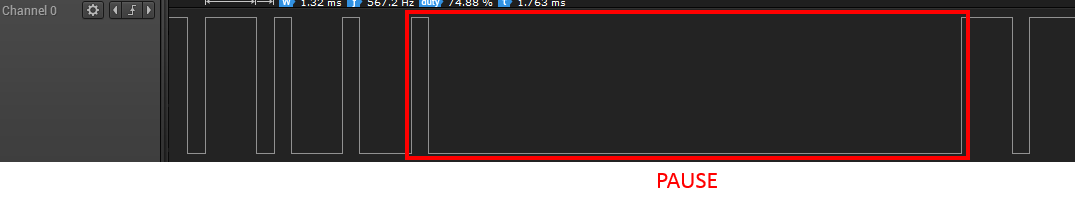 W 1.32 ms f 567.2 Hz duty 74.88 % t 1.763 ms
Channel 0
PAUSE